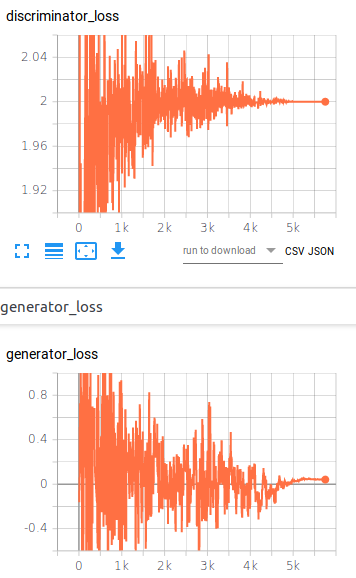 discriminator_loss
2.04
2
1.96
1.92
0 1k 2k 3k 4k 5k
run to download CSV JSON
generator_loss
generator_loss
0.8
0.4
0
-0.4
0 1k 2k 3k 4k 5k